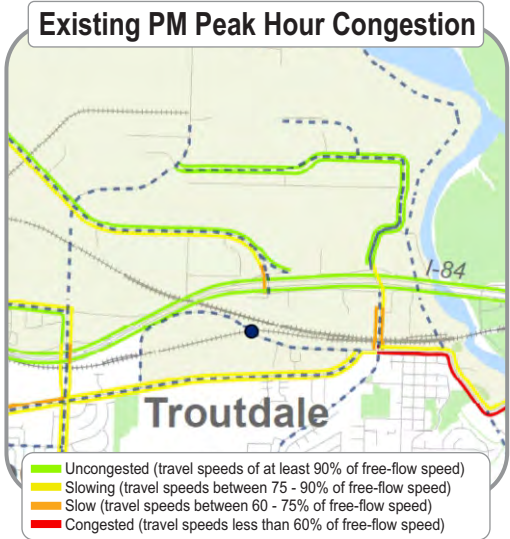 Existing PM Peak Hour Congestion
I-84
Troutdale
Uncongested (travel speeds of at least 90% of free-flow speed)
Slowing (travel speeds between 75 - 90% of free-flow speed)
Slow (travel speeds between 60 - 75% of free-flow speed)
Congested (travel speeds less than 60% of free-flow speed)